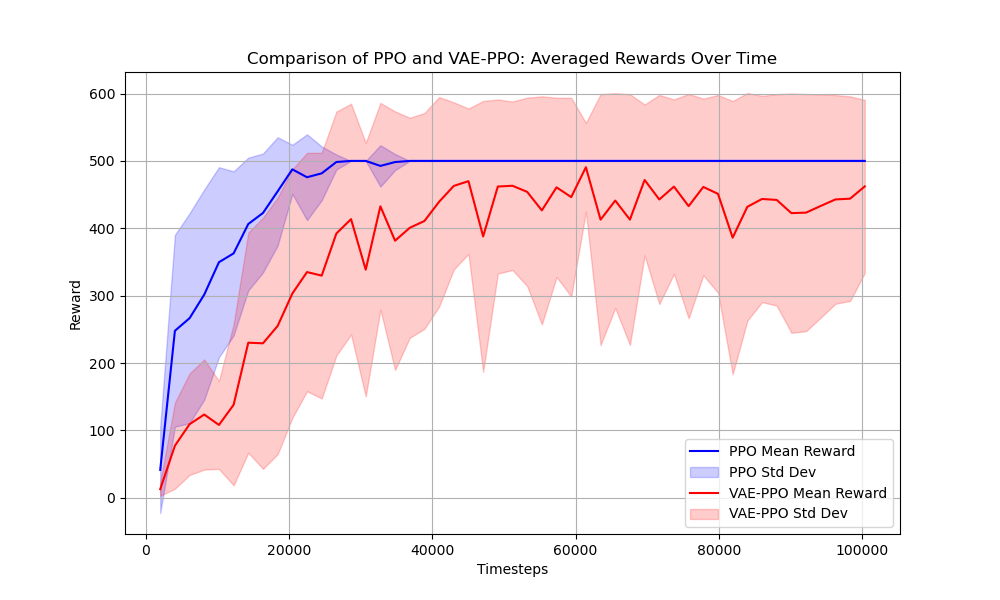 Comparison of PPO and VAE-PPO: Averaged Rewards Over Time
600
500
400
300
200
100
0
Reward
PPO Mean Reward
PPO Std Dev
VAE-PPO Mean Reward
VAE-PPO Std Dev
0
20000
40000
60000
80000
100000
Timesteps